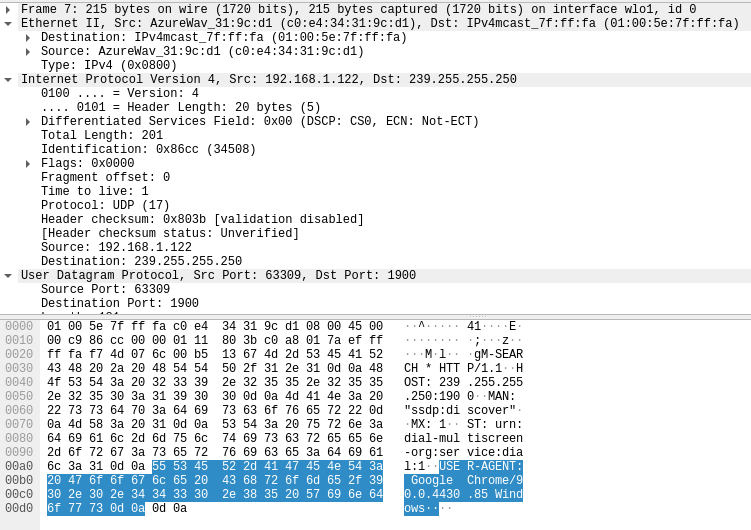 Frame 7: 215 bytes on wire (1720 bits), 215 bytes captured (1720 bits) on interface wlo1, id 0
Ethernet II, Src: AzureWav_31:9c:d1 (c0:e4:34:31:9c:d1), Dst: IPv4mcast_7f:ff:fa (01:00:5e:7f:ff:fa)
Destination: IPv4mcast_7f:ff:fa (01:00:5e:7f:ff:fa)
Source: AzureWav_31:9c:d1 (c0:e4:34:31:9c:d1)
Type: IPv4 (0x0800)
Internet Protocol Version 4, Src: 192.168.1.122, Dst: 239.255.255.250
0100 .... = Version: 4
.... 0101 = Header Length: 20 bytes (5)
Differentiated Services Field: 0x00 (DSCP: CS0, ECN: Not-ECT)
Total Length: 201
Identification: 0x86cc (34508)
Flags: 0x0000
Fragment offset: 0
Time to live: 1
Protocol: UDP (17)
Header checksum: 0x803b [validation disabled]
[Header checksum status: Unverified]
Source: 192.168.1.122
Destination: 239.255.255.250
User Datagram Protocol, Src Port: 63309, Dst Port: 1900
Source Port: 63309
Destination Port: 1900
0000 01 00 5e 7f ff fa c0 e4 34 31 9c d1 08 00 45 00 ··^····· 41····E·
0010 00 c9 86 cc 00 00 01 11 80 3b c0 a8 01 7a ef ff ········ ·;···z··
0020 ff fa f7 4d 07 6c 00 b5 13 67 4d 2d 53 45 41 52 ···M·l·· ·gM-SEAR
0030 43 48 20 2a 20 48 54 54 50 2f 31 2e 31 0d 0a 48 CH * HTT P/1.1··H
0040 4f 53 54 3a 20 32 33 39 2e 32 35 35 2e 32 35 35 OST: 239 .255.255
0050 2e 32 35 30 3a 31 39 30 30 0d 0a 4d 41 4e 3a 20 .250:190 0··MAN: 
0060 22 73 73 64 70 3a 64 69 73 63 6f 76 65 72 22 0d "ssdp:di scover"·
0070 0a 4d 58 3a 20 31 0d 0a 53 54 3a 20 75 72 6e 3a ·MX: 1·· ST: urn:
0080 64 69 61 6c 2d 6d 75 6c 74 69 73 63 72 65 65 6e dial-mul tiscreen
0090 2d 6f 72 67 3a 73 65 72 76 69 63 65 3a 64 69 61 -org:ser vice:dia
00a0 6c 3a 31 0d 0a 55 53 45 52 2d 41 47 45 4e 54 3a l:1··USE R-AGENT:
00b0 20 47 6f 6f 67 6c 65 20 43 68 72 6f 6d 65 2f 39 Google Chrome/9
00c0 30 2e 30 2e 34 34 33 30 2e 38 35 20 57 69 6e 64 0.0.4430 .85 Wind
00d0 6f 77 73 0d 0a 0d 0a ows····